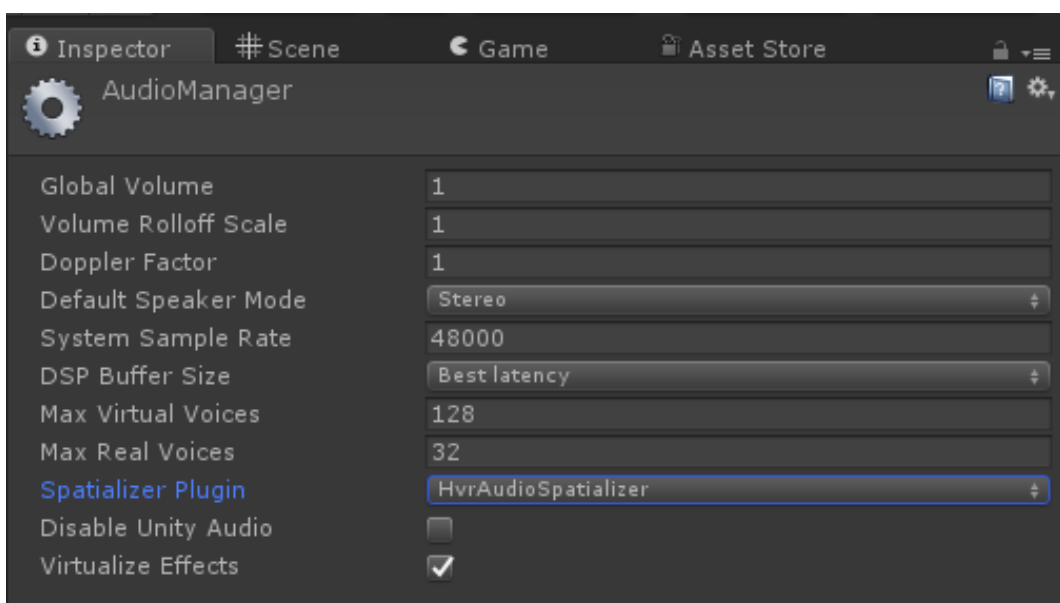 Inspector Scene Game Asset Store
AudioManager
Global Volume 1
Volume Rolloff Scale 1
Doppler Factor 1
Default Speaker Mode Stereo
System Sample Rate 48000
DSP Buffer Size Best latency
Max Virtual Voices 128
Max Real Voices 32
Spatializer Plugin HvrAudioSpatializer
Disable Unity Audio
Virtualize Effects